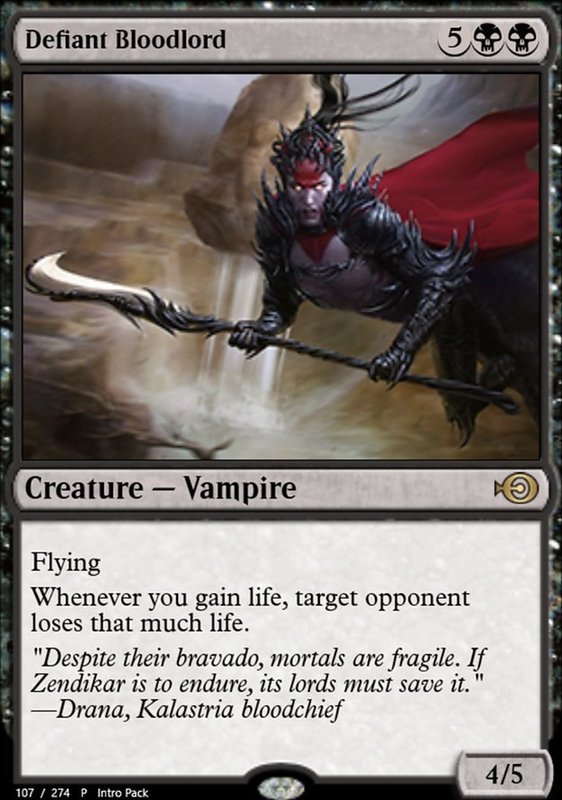 Defiant Bloodlord 5
Creature — Vampire
Flying
Whenever you gain life, target opponent
loses that much life.
"Despite their bravado, mortals are fragile. If
Zendikar is to endure, its lords must save it."
—Drana, Kalastria bloodchief
4/5
107 / 274 P Intro Pack